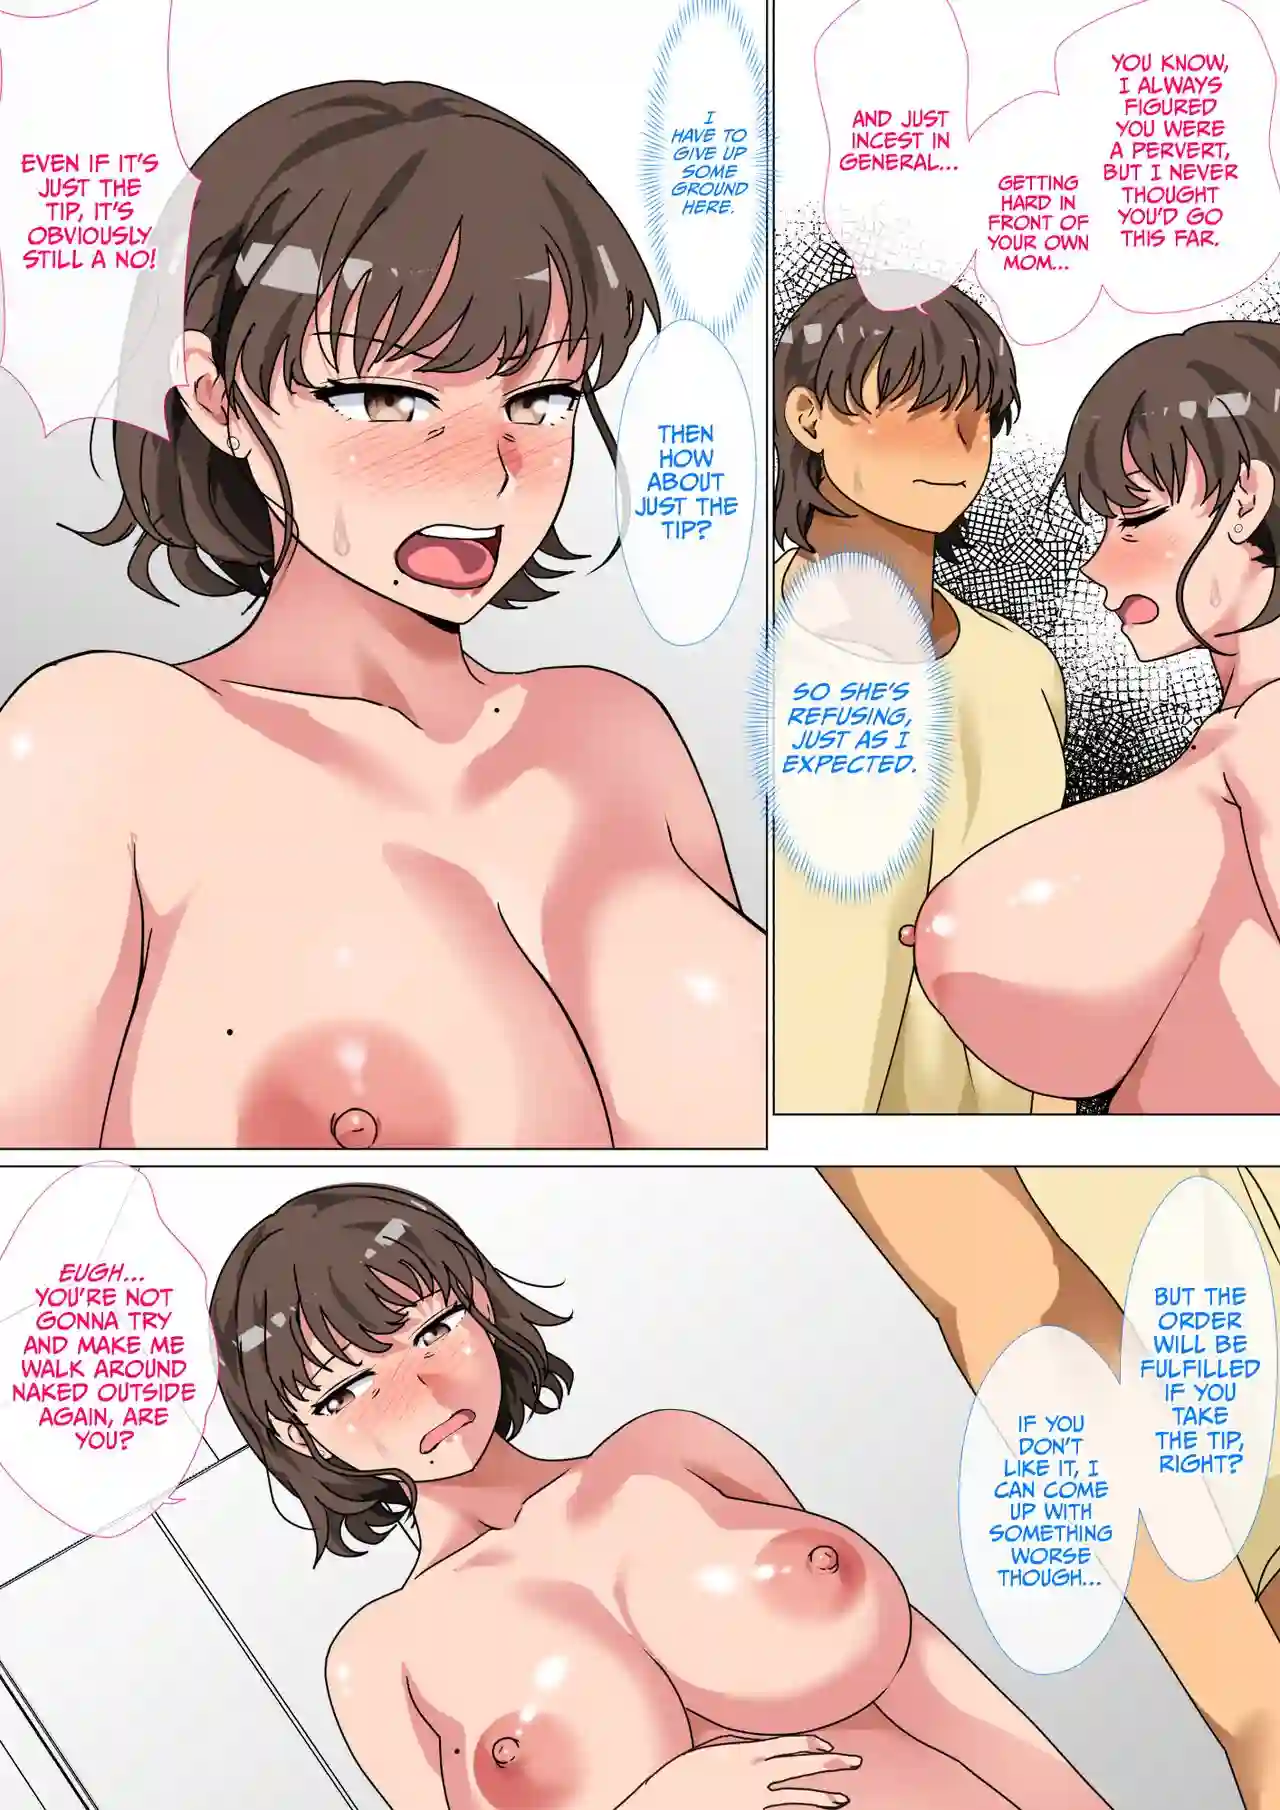 YOU KNOW,
I ALWAYS
FIGURED
YOU WERE
A PERVERT,
BUT I NEVER
THOUGHT
YOU'D GO
THIS FAR.
GETTING
HARD IN
FRONT OF
YOUR OWN
MOM...
AND JUST
INCEST IN
GENERAL...
SO SHE'S
REFUSING,
JUST AS I
EXPECTED.
I
HAVE TO
GIVE UP
SOME
GROUND
HERE.
THEN
HOW
ABOUT
JUST THE
TIP?
EVEN IF IT'S
JUST THE
TIP, IT'S
OBVIOUSLY
STILL A NO!
BUT THE
ORDER
WILL BE
FULFILLED
IF YOU
TAKE
THE TIP,
RIGHT?
IF YOU
DON'T
LIKE IT, I
CAN COME
UP WITH
SOMETHING
WORSE
THOUGH...
EUGH...
YOU'RE NOT
GONNA TRY
AND MAKE ME
WALK AROUND
NAKED OUTSIDE
AGAIN, ARE
YOU?